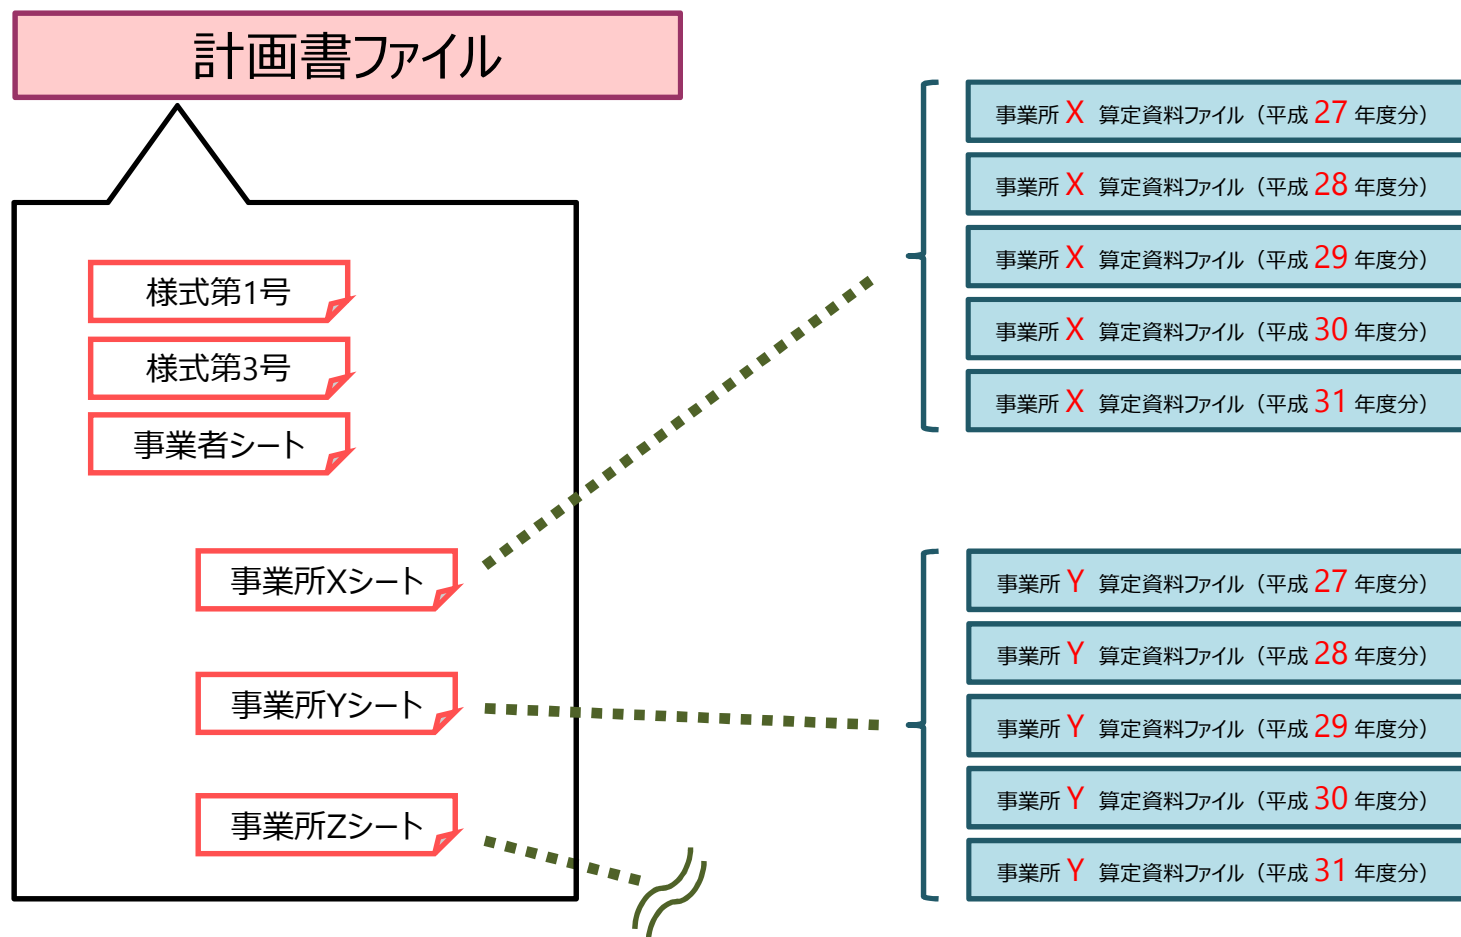 計画書ファイル
様式第1号
様式第3号
事業者シート
事業所Xシート
事業所Yシート
事業所Zシート
事業所 X 算定資料ファイル（平成 27 年度分）
事業所 X 算定資料ファイル（平成 28 年度分）
事業所 X 算定資料ファイル（平成 29 年度分）
事業所 X 算定資料ファイル（平成 30 年度分）
事業所 X 算定資料ファイル（平成 31 年度分）
事業所 Y 算定資料ファイル（平成 27 年度分）
事業所 Y 算定資料ファイル（平成 28 年度分）
事業所 Y 算定資料ファイル（平成 29 年度分）
事業所 Y 算定資料ファイル（平成 30 年度分）
事業所 Y 算定資料ファイル（平成 31 年度分）